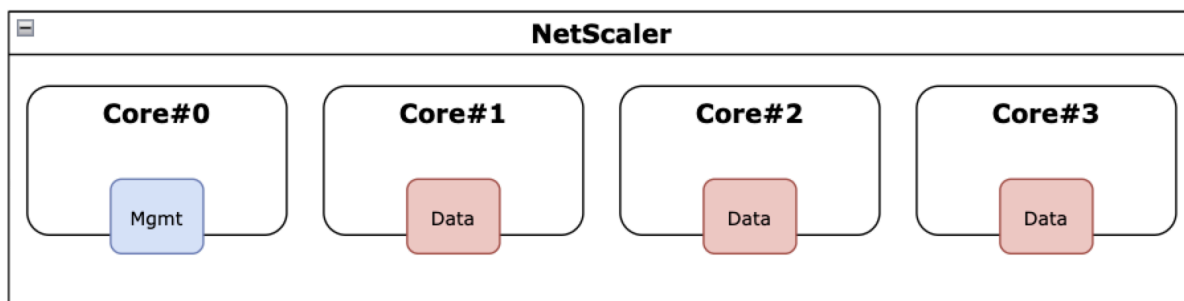 NetScaler
Core#0 Core#1 Core#2 Core#3
Mgmt Data Data Data